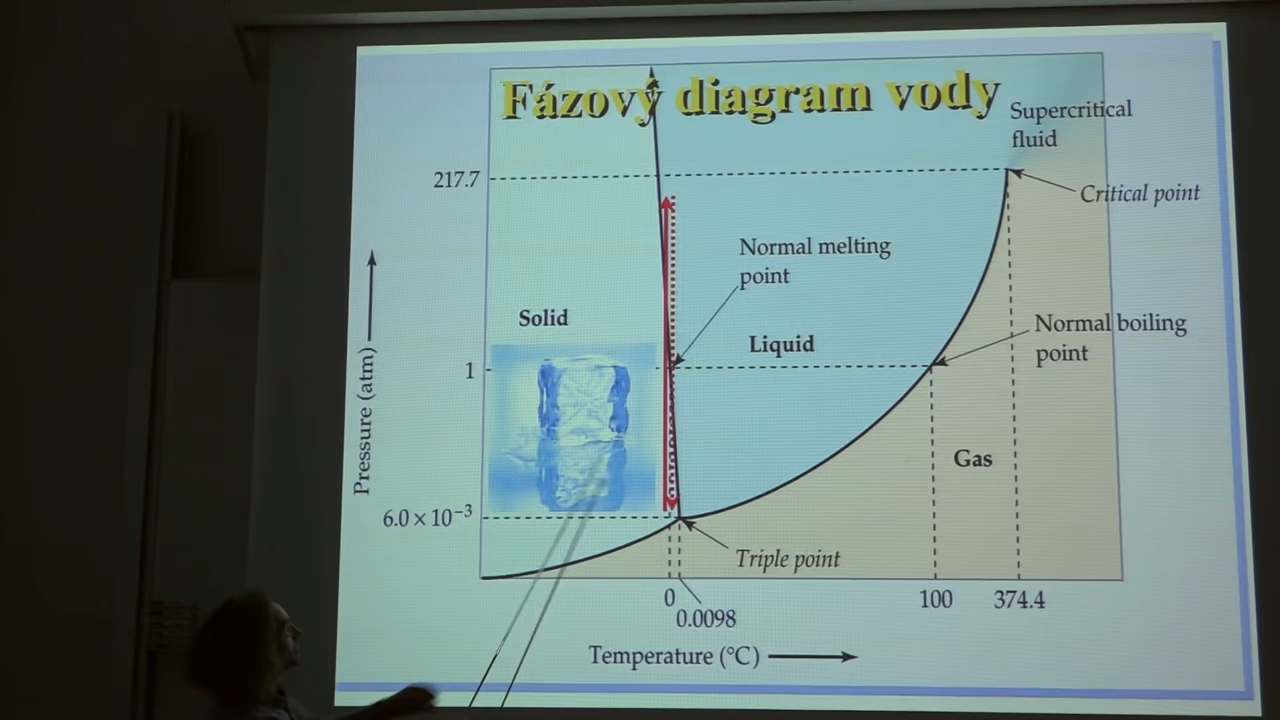 Fázový diagram vody
Supercritical
fluid
217.7
Critical point
Normal melting
point
Solid
Liquid
Normal boiling
point
1
Pressure (atm)
Gas
6.0 × 10⁻³
Triple point
0
0.0098
100
374.4
Temperature (°C)